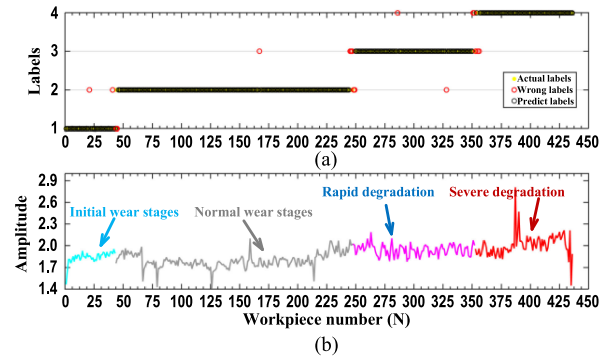 4
3
2
1
Labels
Actual labels
Wrong labels
Predict labels
0 25 50 75 100 125 150 175 200 225 250 275 300 325 350 375 400 425 450
(a)
2.9
2.6
2.3
2.0
1.7
1.4
Amplitude
Rapid degradation
Severe degradation
Initial wear stages
Normal wear stages
0 25 50 75 100 125 150 175 200 225 250 275 300 325 350 375 400 425 450
Workpiece number (N)
(b)